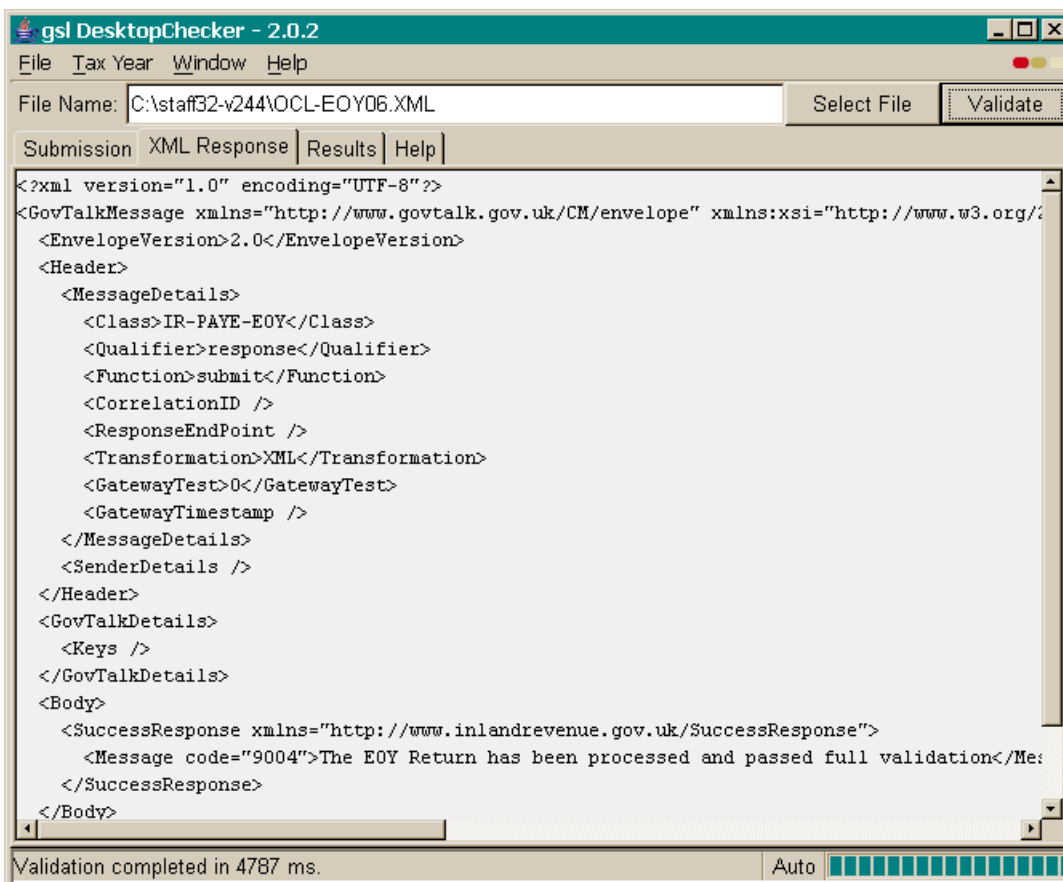 gsl DesktopChecker - 2.0.2
File Tax Year Window Help
File Name: C:\staff32-v244\OCL-EOY06.XML Select File Validate
Submission XML Response Results Help
<?xml version="1.0" encoding="UTF-8"?>
<GovTalkMessage xmlns="http://www.govtalk.gov.uk/CM/envelope" xmlns:xsi="http://www.w3.org/2
<EnvelopeVersion>2.0</EnvelopeVersion>
<Header>
<MessageDetails>
<Class>IR-PAYE-EOY</Class>
<Qualifier>response</Qualifier>
<Function>submit</Function>
<CorrelationID />
<ResponseEndPoint />
<Transformation>XML</Transformation>
<GatewayTest>0</GatewayTest>
<GatewayTimestamp />
</MessageDetails>
<SenderDetails />
</Header>
<GovTalkDetails>
<Keys />
</GovTalkDetails>
<Body>
<SuccessResponse xmlns="http://www.inlandrevenue.gov.uk/SuccessResponse">
<Message code="9004">The EOY Return has been processed and passed full validation</Mes
</SuccessResponse>
</Body>
Validation completed in 4787 ms. Auto